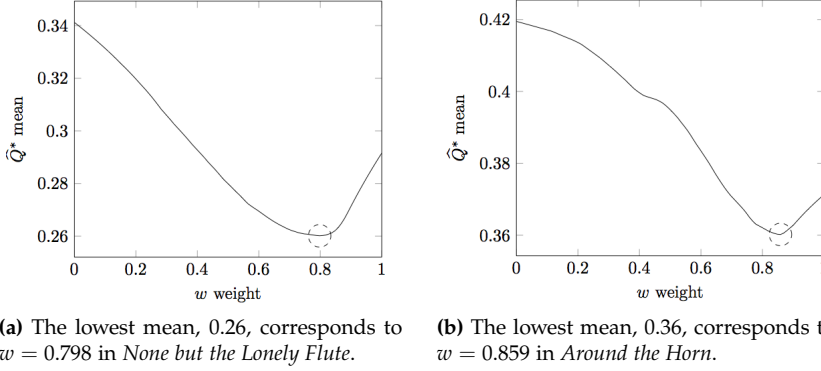 0.34
0.32
0.3
0.28
0.26
Q̂* mean
0 0.2 0.4 0.6 0.8 1
w weight
0.42
0.4
0.38
0.36
Q̂* mean
0 0.2 0.4 0.6 0.8
w weight
(a) The lowest mean, 0.26, corresponds to
w = 0.798 in None but the Lonely Flute.
(b) The lowest mean, 0.36, corresponds t
w = 0.859 in Around the Horn.